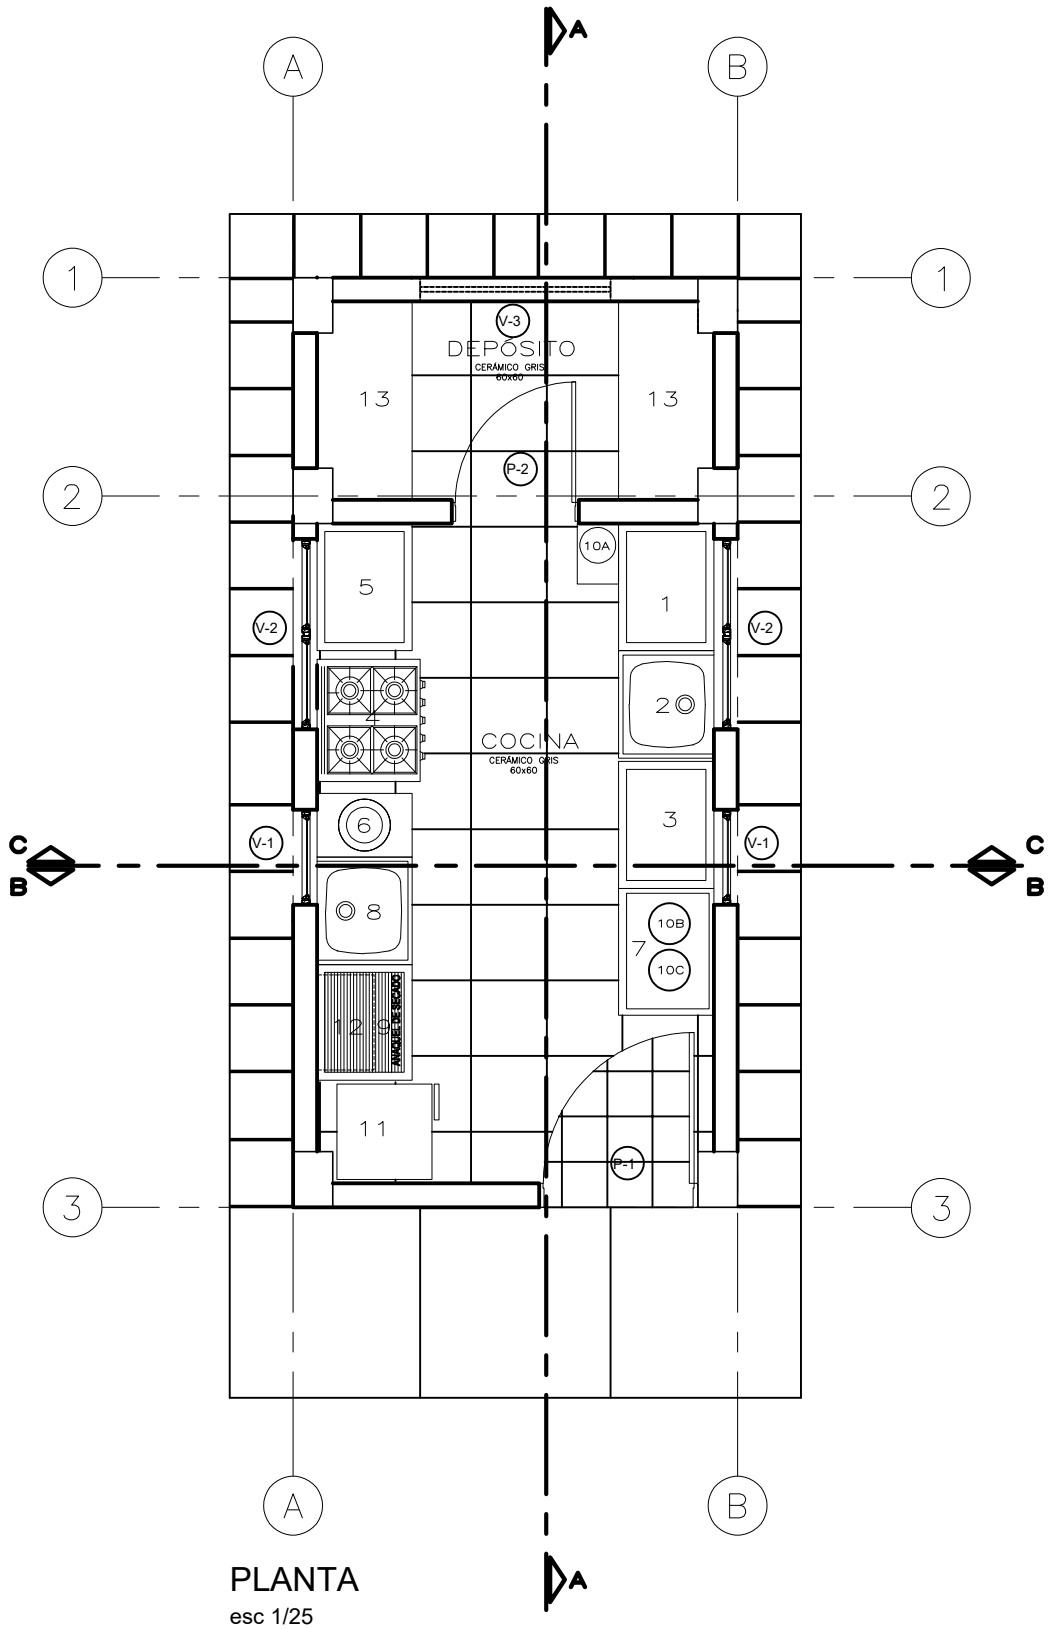 A
A
B
1
1
V-3
DEPÓSITO
CERÁMICO GRIS
60x60
13
13
P-2
2
2
10A
5
1
V-2
V-2
2
4
COCINA
CERÁMICO GRIS
60x60
3
6
V-1
V-1
C
C
B
B
8
10B
7
10C
12
9
ANAQUEL DE SECADO
11
P-1
3
3
A
B
PLANTA
A
esc 1/25